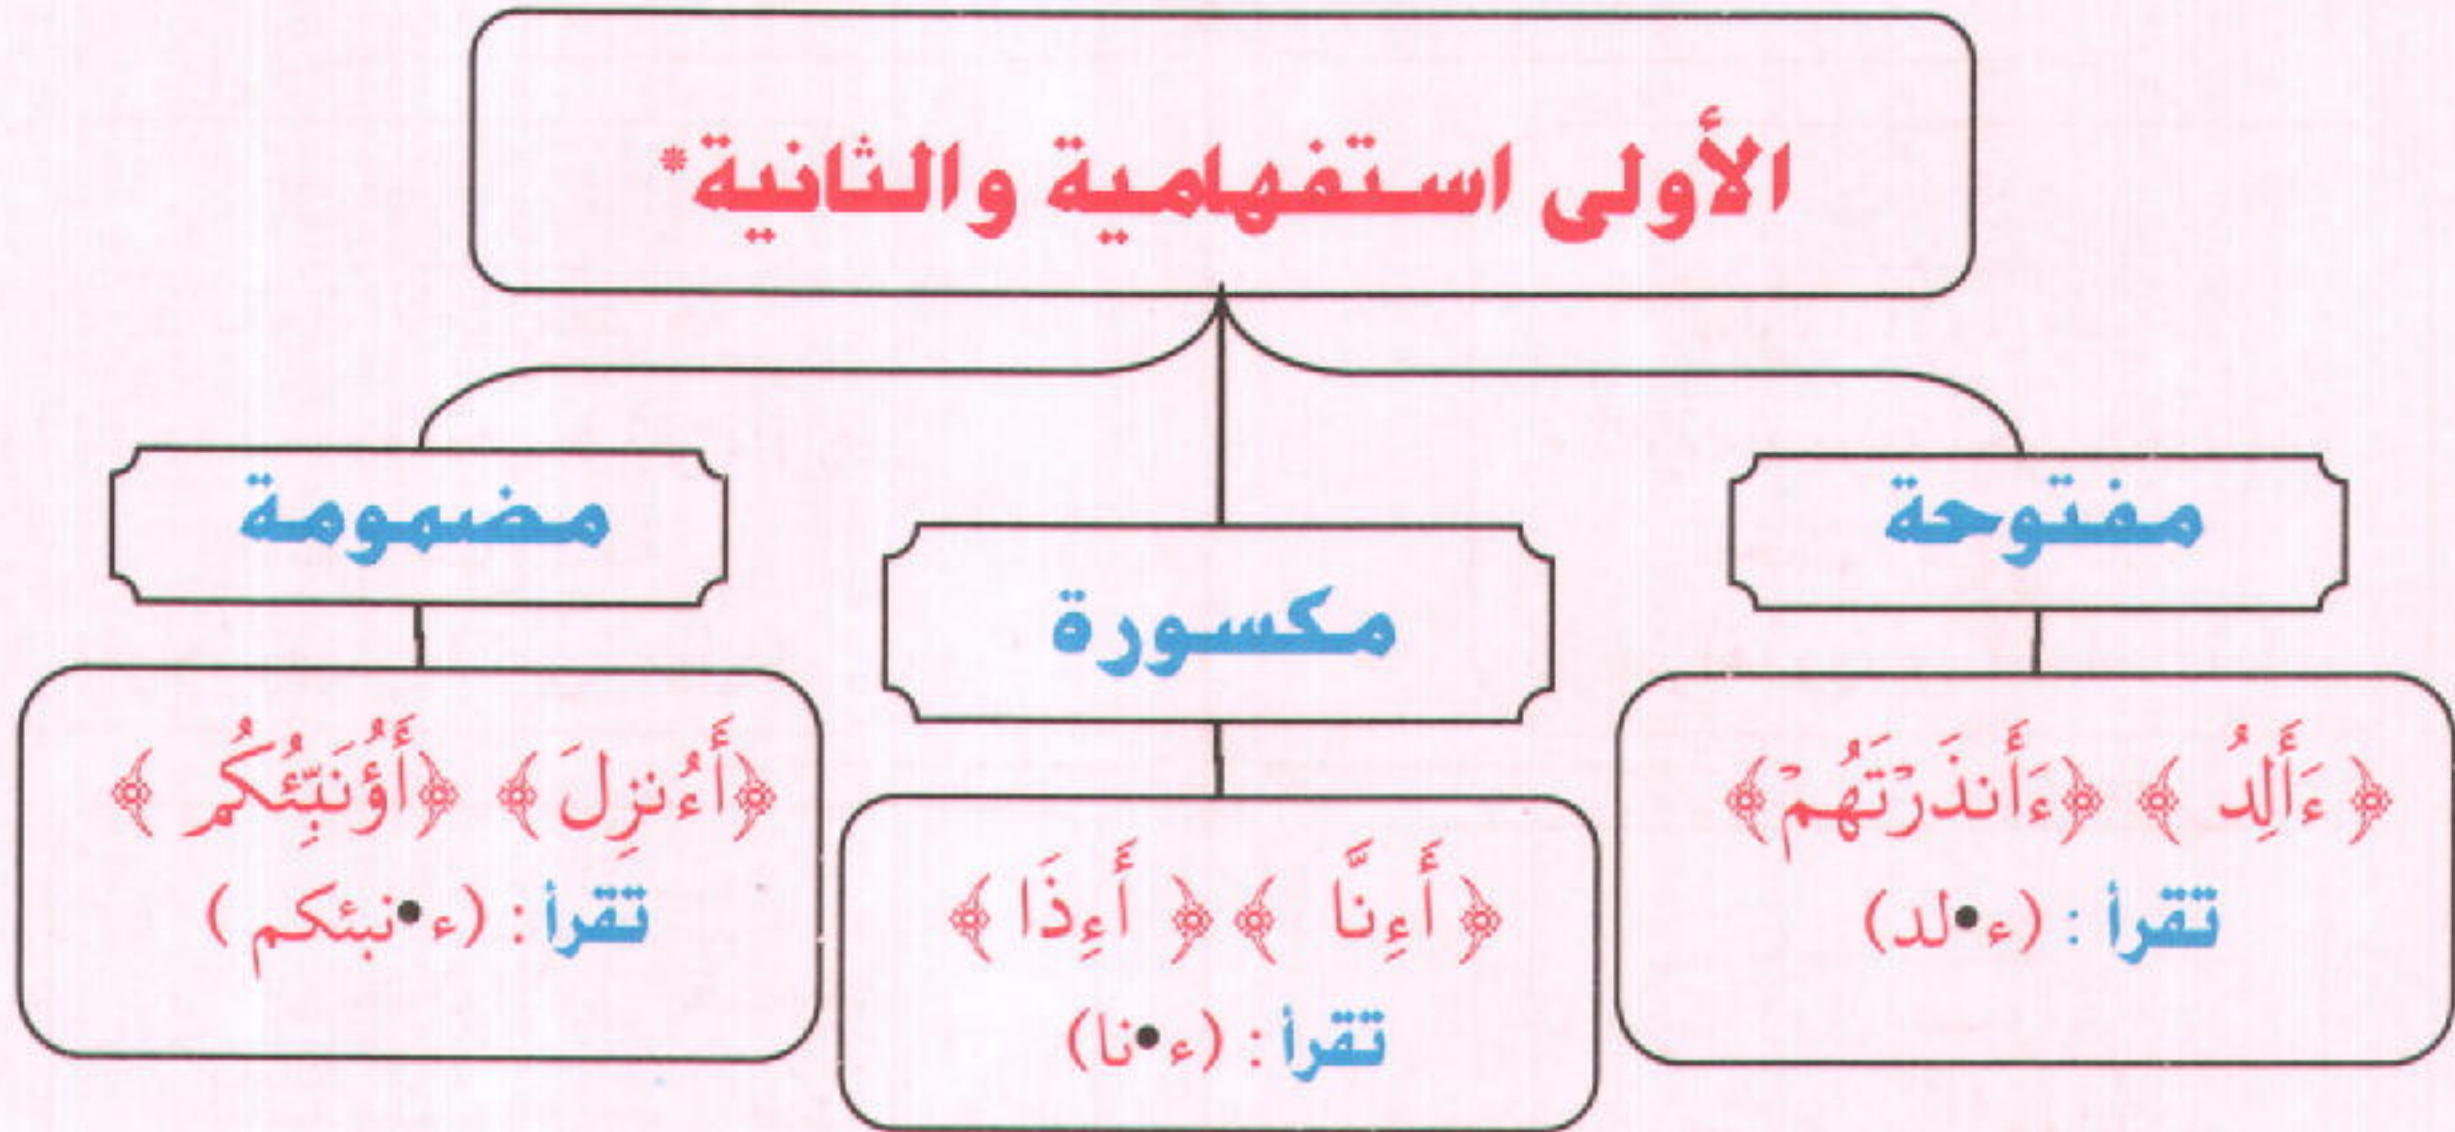 الأولى استفهامية والثانية*
مفتوحة
﴿ ءَأَلِدُ ﴾ ﴿ءَأَنذَرْتَهُمْ﴾
تقرأ : (ء•لد)
مكسورة
﴿ أَءِنَّا ﴾ ﴿ أَءِذَا ﴾
تقرأ : (ء•نا)
مضمومة
﴿أَءُنزِلَ ﴾ ﴿أَؤُنَبِّئُكُم ﴾
تقرأ : (ء•نبئكم )